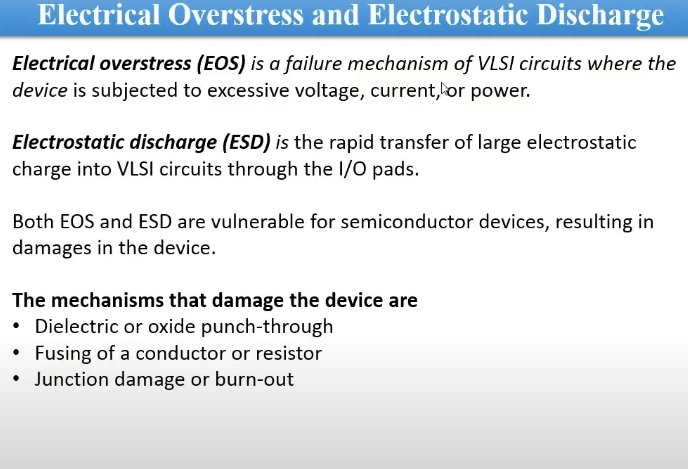 Electrical Overstress and Electrostatic Discharge
Electrical overstress (EOS) is a failure mechanism of VLSI circuits where the
device is subjected to excessive voltage, current, or power.
Electrostatic discharge (ESD) is the rapid transfer of large electrostatic
charge into VLSI circuits through the I/O pads.
Both EOS and ESD are vulnerable for semiconductor devices, resulting in
damages in the device.
The mechanisms that damage the device are
• Dielectric or oxide punch-through
• Fusing of a conductor or resistor
• Junction damage or burn-out